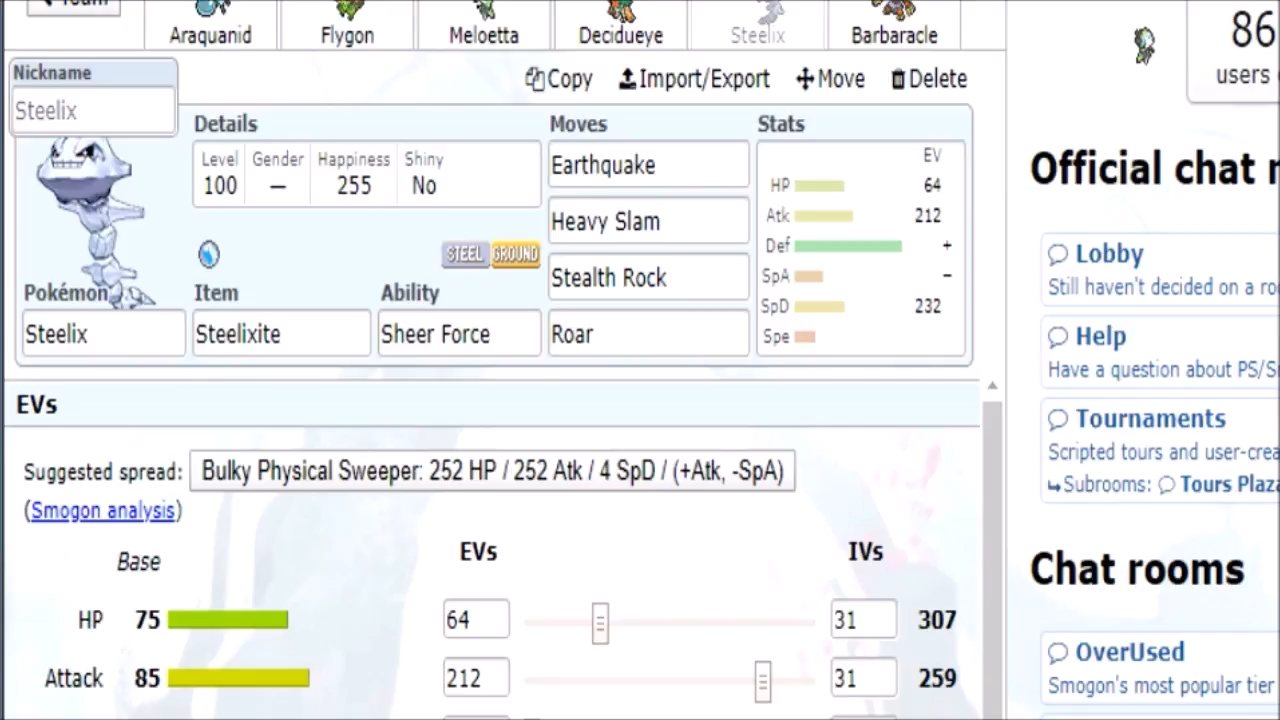 Team
86
Araquanid Flygon Meloetta Decidueye Steelix Barbaracle
users
Nickname
Steelix
Copy Import/Export Move Delete
Details Moves Stats
Level Gender Happiness Shiny
100 — 255 No
Earthquake
Heavy Slam
Stealth Rock
Roar
EV
HP 64
Atk 212
Def +
SpA −
SpD 232
Spe
STEEL GROUND
Pokémon Item Ability
Steelix Steelixite Sheer Force
EVs
Suggested spread: Bulky Physical Sweeper: 252 HP / 252 Atk / 4 SpD / (+Atk, -SpA)
(Smogon analysis)
Base EVs IVs
HP 75 64 31 307
Attack 85 212 31 259
Official chat r
Lobby
Still haven't decided on a ro
Help
Have a question about PS/S
Tournaments
Scripted tours and user-crea
↳Subrooms: Tours Plaza
Chat rooms
OverUsed
Smogon's most popular tier